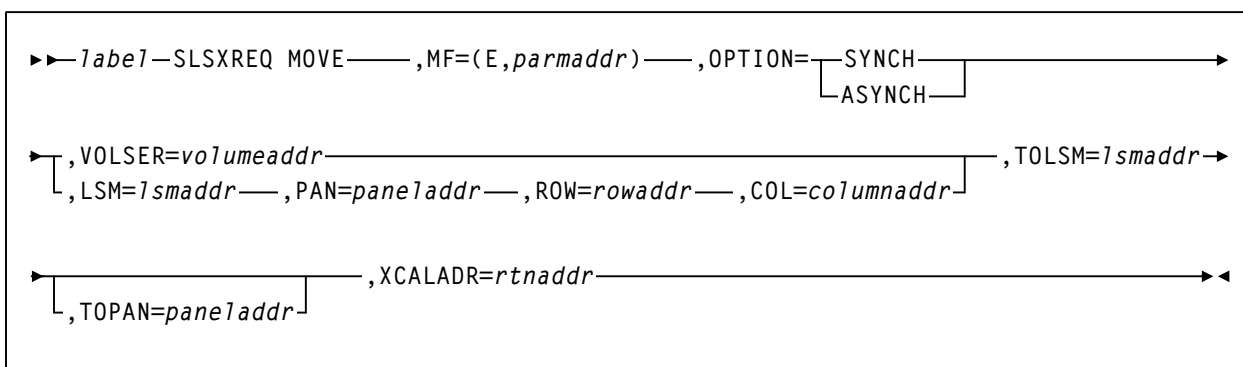 label SLSXREQ MOVE ,MF=(E,parmaddr) ,OPTION= SYNCH
ASYNCH
,VOLSER=volumeaddr ,TOLSM=lsmaddr
,LSM=lsmaddr ,PAN=paneladdr ,ROW=rowaddr ,COL=columnaddr
,XCALADR=rtnaddr
,TOPAN=paneladdr